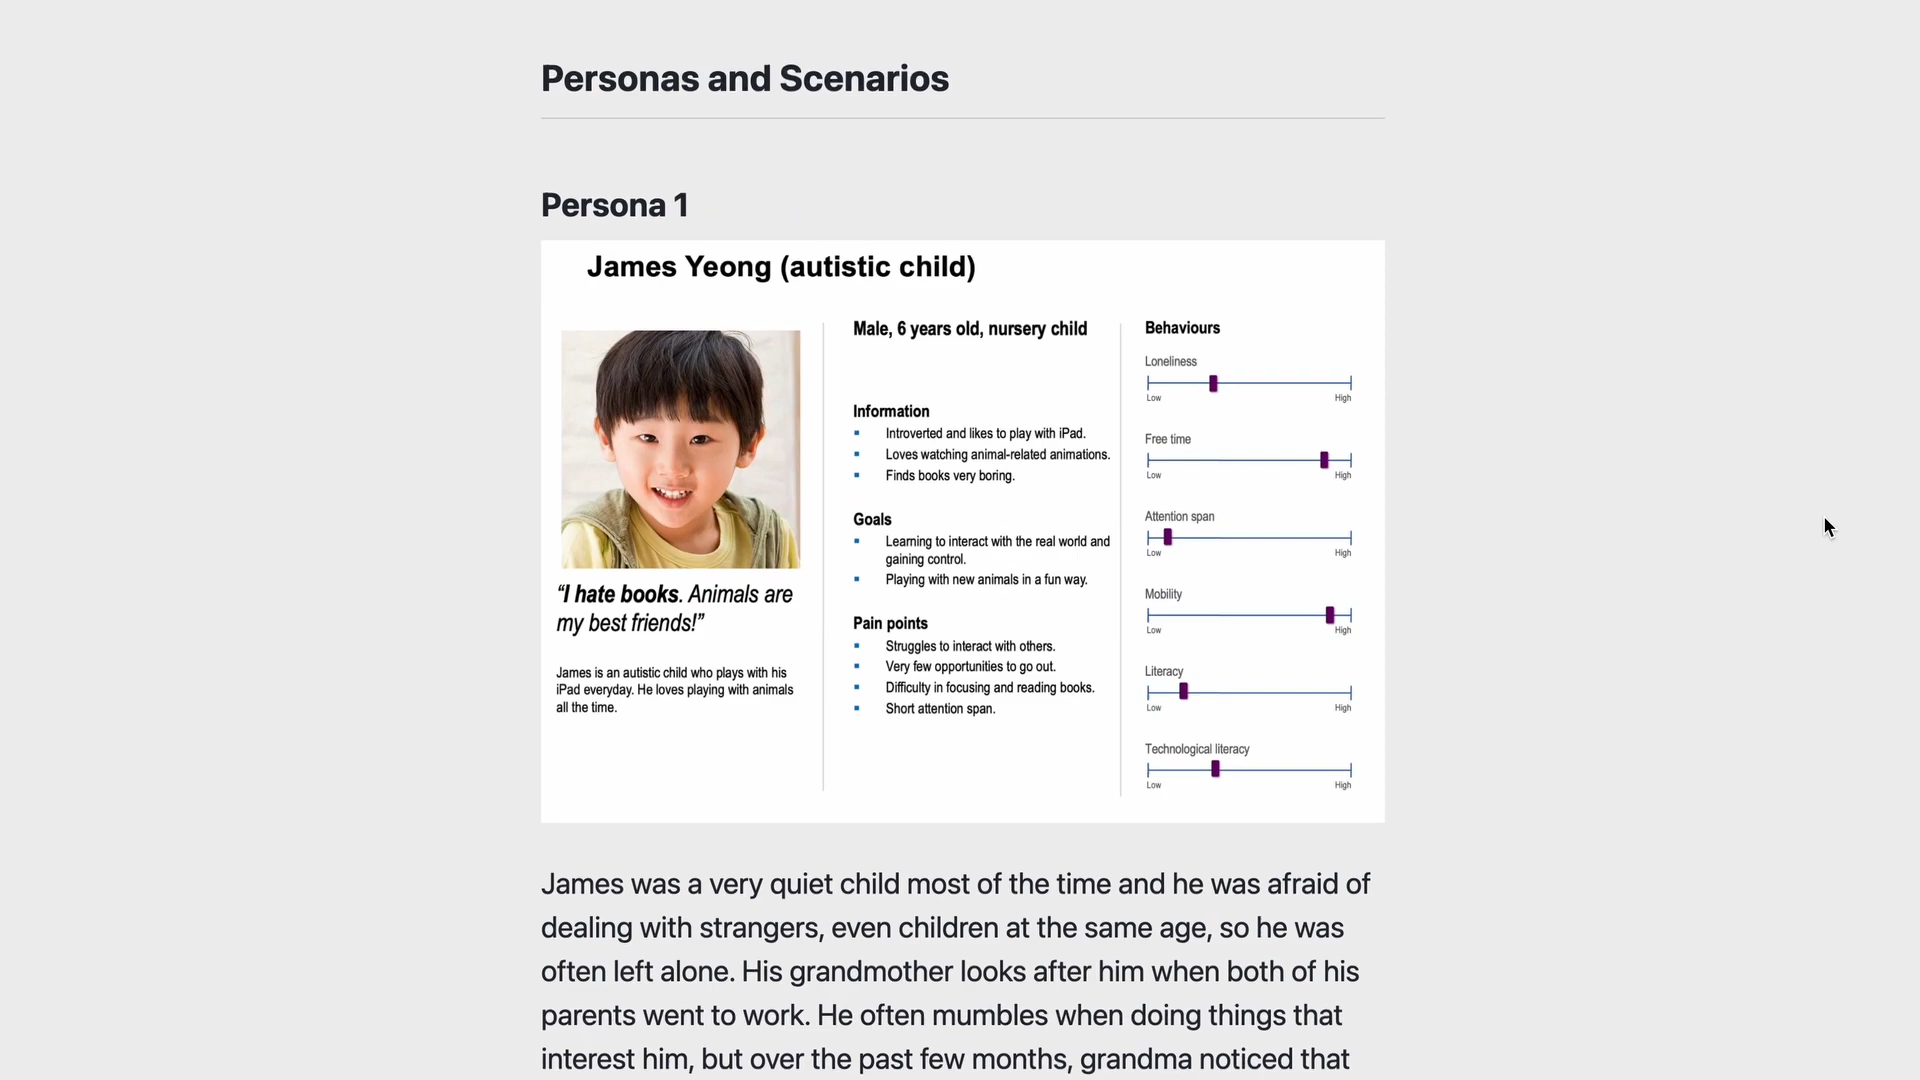 Personas and Scenarios
Persona 1
James Yeong (autistic child)
“I hate books. Animals are
my best friends!”
James is an autistic child who plays with his
iPad everyday. He loves playing with animals
all the time.
Male, 6 years old, nursery child
Information
Introverted and likes to play with iPad.
Loves watching animal-related animations.
Finds books very boring.
Goals
Learning to interact with the real world and
gaining control.
Playing with new animals in a fun way.
Pain points
Struggles to interact with others.
Very few opportunities to go out.
Difficulty in focusing and reading books.
Short attention span.
Behaviours
Loneliness
Low High
Free time
Low High
Attention span
Low High
Mobility
Low High
Literacy
Low High
Technological literacy
Low High
James was a very quiet child most of the time and he was afraid of
dealing with strangers, even children at the same age, so he was
often left alone. His grandmother looks after him when both of his
parents went to work. He often mumbles when doing things that
interest him, but over the past few months, grandma noticed that